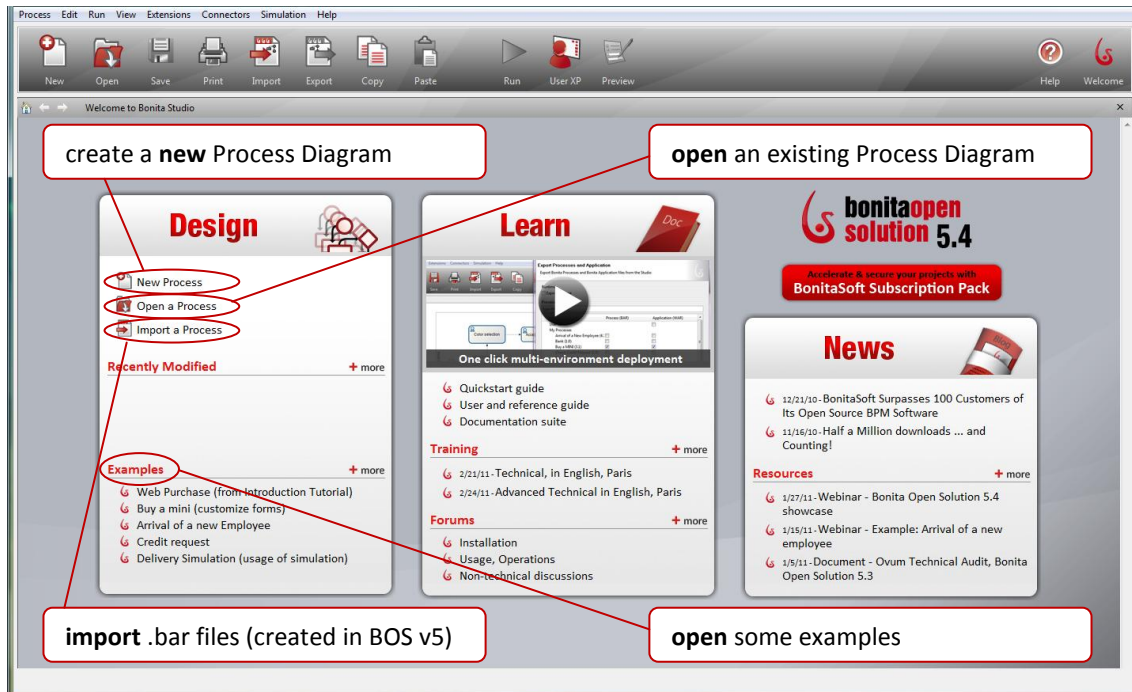 Process Edit Run View Extensions Connectors Simulation Help
New Open Save Print Import Export Copy Paste Run User XP Preview Help Welcome
Welcome to Bonita Studio
create a new Process Diagram
open an existing Process Diagram
Design
New Process
Open a Process
Import a Process
Recently Modified + more
Examples + more
Web Purchase (from Introduction Tutorial)
Buy a mini (customize forms)
Arrival of a new Employee
Credit request
Delivery Simulation (usage of simulation)
Learn
Doc
Export Processes and Application
One click multi-environment deployment
Quickstart guide
User and reference guide
Documentation suite
Training + more
2/21/11-Technical, in English, Paris
2/24/11-Advanced Technical in English, Paris
Forums + more
Installation
Usage, Operations
Non-technical discussions
bonitaopen
solution 5.4
Accelerate & secure your projects with
BonitaSoft Subscription Pack
News
Blog
12/21/10-BonitaSoft Surpasses 100 Customers of
Its Open Source BPM Software
11/16/10-Half a Million downloads ... and
Counting!
Resources + more
1/27/11-Webinar - Bonita Open Solution 5.4
showcase
1/15/11-Webinar - Example: Arrival of a new
employee
1/5/11-Document - Ovum Technical Audit, Bonita
Open Solution 5.3
import .bar files (created in BOS v5)
open some examples